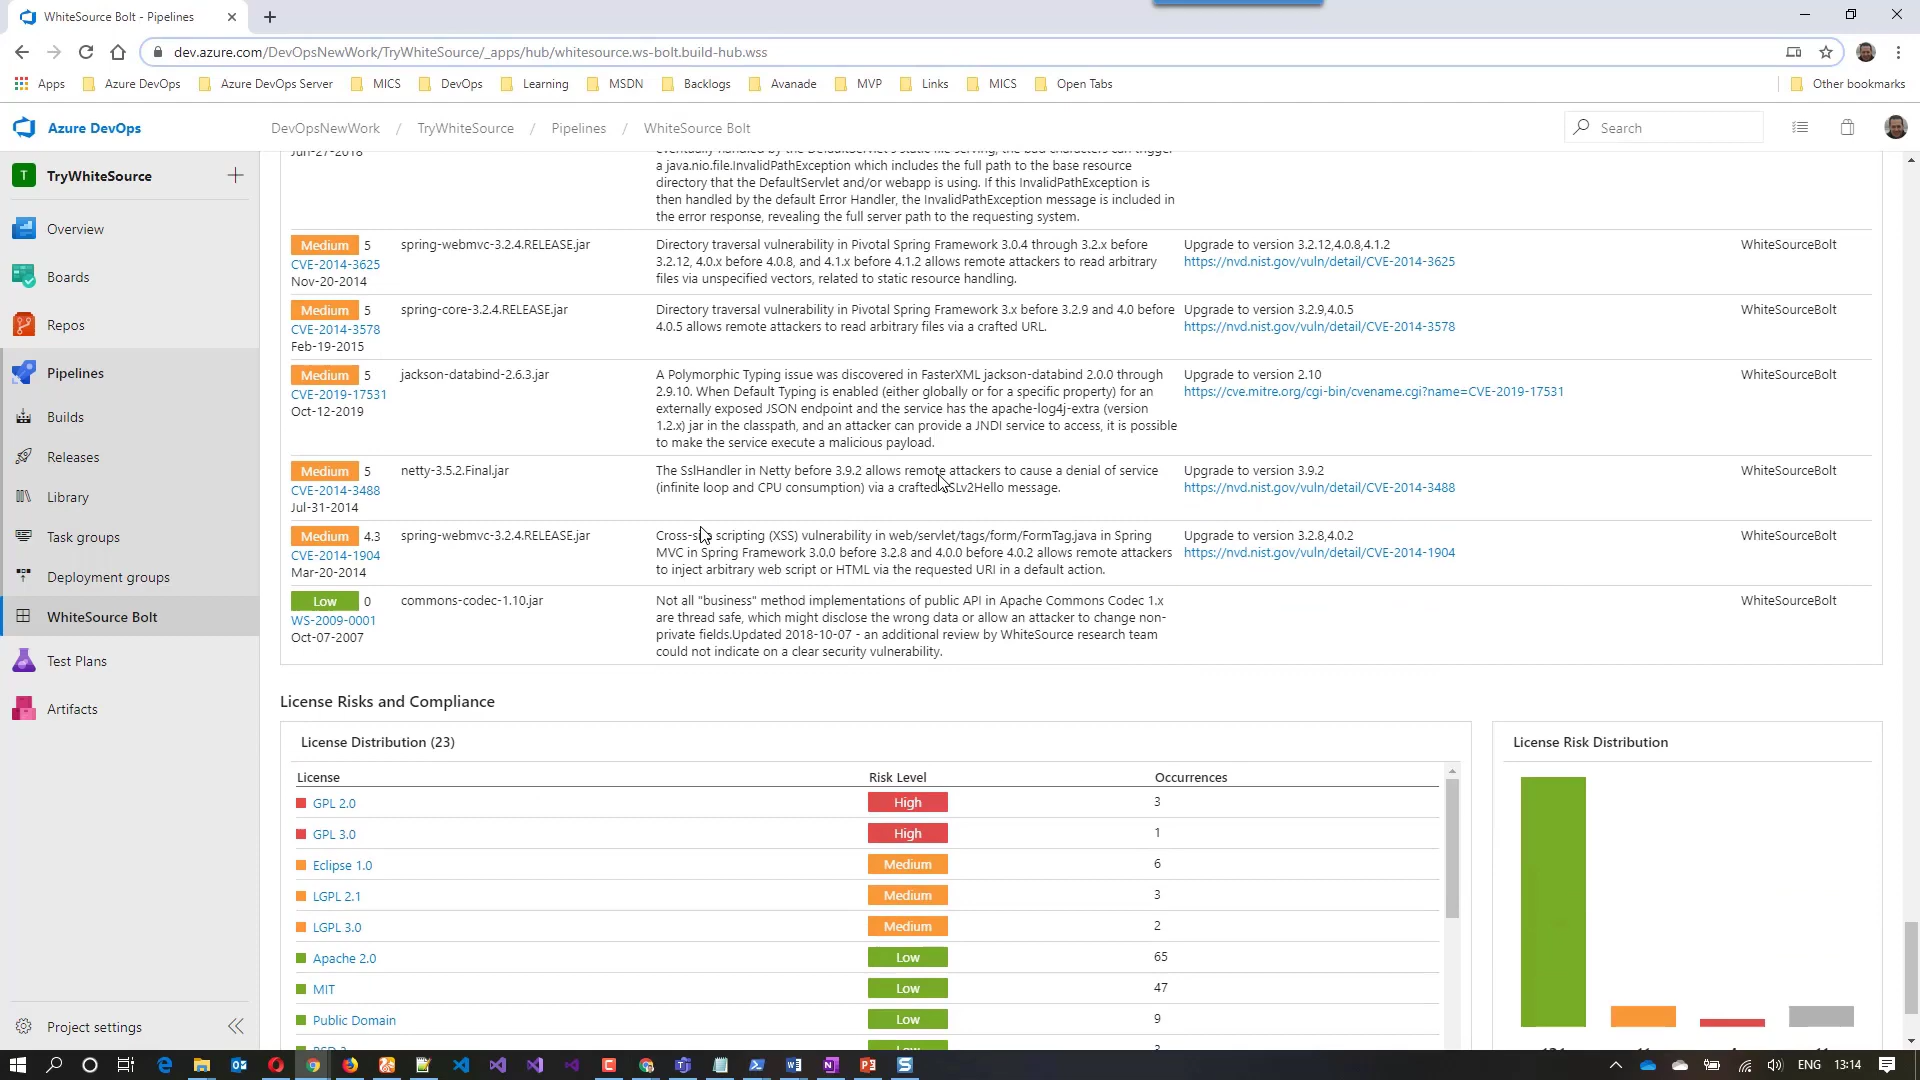 WhiteSource Bolt - Pipelines
dev.azure.com/DevOpsNewWork/TryWhiteSource/_apps/hub/whitesource.ws-bolt.build-hub.wss
Apps Azure DevOps Azure DevOps Server MICS DevOps Learning MSDN Backlogs Avanade MVP Links MICS Open Tabs Other bookmarks
Azure DevOps DevOpsNewWork / TryWhiteSource / Pipelines / WhiteSource Bolt Search
T TryWhiteSource
Overview
Boards
Repos
Pipelines
Builds
Releases
Library
Task groups
Deployment groups
WhiteSource Bolt
Test Plans
Artifacts
Project settings
Jun-27-2018
eventually handled by the DefaultServlet's static file serving, the bad characters can trigger
a java.nio.file.InvalidPathException which includes the full path to the base resource
directory that the DefaultServlet and/or webapp is using. If this InvalidPathException is
then handled by the default Error Handler, the InvalidPathException message is included in
the error response, revealing the full server path to the requesting system.
Medium 5 spring-webmvc-3.2.4.RELEASE.jar Directory traversal vulnerability in Pivotal Spring Framework 3.0.4 through 3.2.x before Upgrade to version 3.2.12,4.0.8,4.1.2 WhiteSourceBolt
CVE-2014-3625 3.2.12, 4.0.x before 4.0.8, and 4.1.x before 4.1.2 allows remote attackers to read arbitrary https://nvd.nist.gov/vuln/detail/CVE-2014-3625
Nov-20-2014 files via unspecified vectors, related to static resource handling.
Medium 5 spring-core-3.2.4.RELEASE.jar Directory traversal vulnerability in Pivotal Spring Framework 3.x before 3.2.9 and 4.0 before Upgrade to version 3.2.9,4.0.5 WhiteSourceBolt
CVE-2014-3578 4.0.5 allows remote attackers to read arbitrary files via a crafted URL. https://nvd.nist.gov/vuln/detail/CVE-2014-3578
Feb-19-2015
Medium 5 jackson-databind-2.6.3.jar A Polymorphic Typing issue was discovered in FasterXML jackson-databind 2.0.0 through Upgrade to version 2.10 WhiteSourceBolt
CVE-2019-17531 2.9.10. When Default Typing is enabled (either globally or for a specific property) for an https://cve.mitre.org/cgi-bin/cvename.cgi?name=CVE-2019-17531
Oct-12-2019 externally exposed JSON endpoint and the service has the apache-log4j-extra (version
1.2.x) jar in the classpath, and an attacker can provide a JNDI service to access, it is possible
to make the service execute a malicious payload.
Medium 5 netty-3.5.2.Final.jar The SslHandler in Netty before 3.9.2 allows remote attackers to cause a denial of service Upgrade to version 3.9.2 WhiteSourceBolt
CVE-2014-3488 (infinite loop and CPU consumption) via a crafted SSLv2Hello message. https://nvd.nist.gov/vuln/detail/CVE-2014-3488
Jul-31-2014
Medium 4.3 spring-webmvc-3.2.4.RELEASE.jar Cross-site scripting (XSS) vulnerability in web/servlet/tags/form/FormTag.java in Spring Upgrade to version 3.2.8,4.0.2 WhiteSourceBolt
CVE-2014-1904 MVC in Spring Framework 3.0.0 before 3.2.8 and 4.0.0 before 4.0.2 allows remote attackers https://nvd.nist.gov/vuln/detail/CVE-2014-1904
Mar-20-2014 to inject arbitrary web script or HTML via the requested URI in a default action.
Low 0 commons-codec-1.10.jar Not all "business" method implementations of public API in Apache Commons Codec 1.x WhiteSourceBolt
WS-2009-0001 are thread safe, which might disclose the wrong data or allow an attacker to change non-
Oct-07-2007 private fields.Updated 2018-10-07 - an additional review by WhiteSource research team
could not indicate on a clear security vulnerability.
License Risks and Compliance
License Distribution (23)
License Risk Level Occurrences
GPL 2.0 High 3
GPL 3.0 High 1
Eclipse 1.0 Medium 6
LGPL 2.1 Medium 3
LGPL 3.0 Medium 2
Apache 2.0 Low 65
MIT Low 47
Public Domain Low 9
License Risk Distribution
ENG 13:14